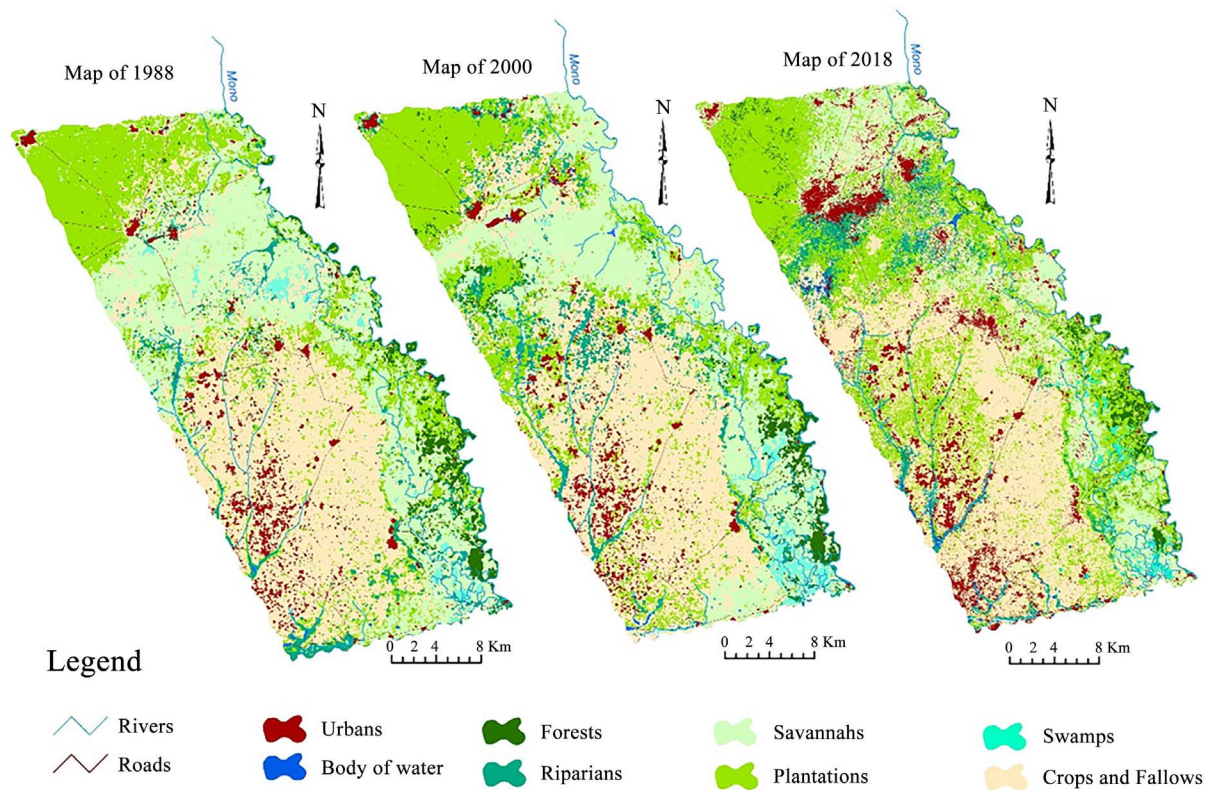 Map of 1988
Mono
N
Map of 2000
Mono
N
Map of 2018
Mono
N
0 2 4 8 Km
0 2 4 8 Km
0 2 4 8 Km
Legend
Rivers
Urbans
Forests
Savannahs
Swamps
Roads
Body of water
Riparians
Plantations
Crops and Fallows